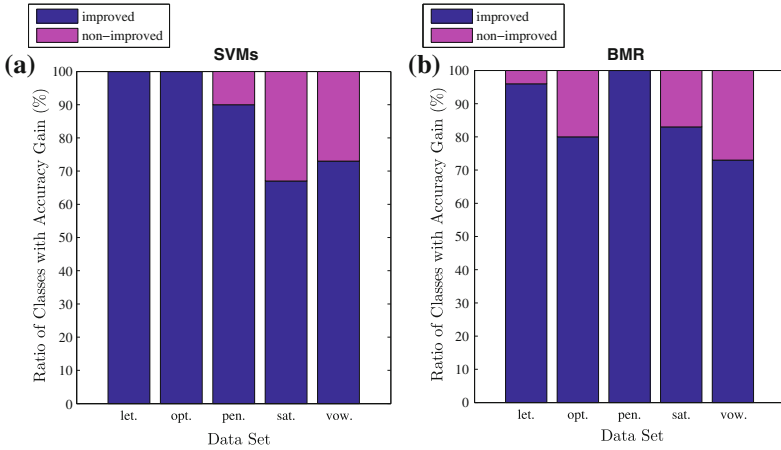 improved
non-improved
SVMs
(a)
100
90
80
70
60
50
40
30
20
10
0
Ratio of Classes with Accuracy Gain (%)
let. opt. pen. sat. vow.
Data Set
improved
non-improved
BMR
(b)
100
90
80
70
60
50
40
30
20
10
0
Ratio of Classes with Accuracy Gain (%)
let. opt. pen. sat. vow.
Data Set